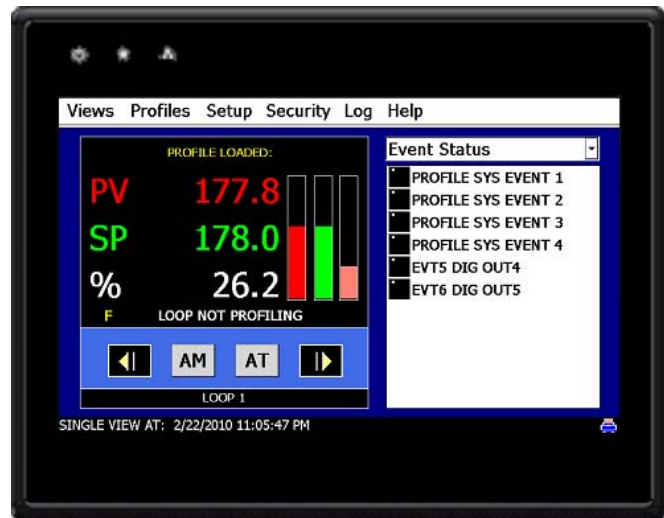 Views Profiles Setup Security Log Help
PROFILE LOADED:
PV 177.8
SP 178.0
% 26.2
F LOOP NOT PROFILING
AM AT
LOOP 1
Event Status
PROFILE SYS EVENT 1
PROFILE SYS EVENT 2
PROFILE SYS EVENT 3
PROFILE SYS EVENT 4
EVT5 DIG OUT4
EVT6 DIG OUT5
SINGLE VIEW AT: 2/22/2010 11:05:47 PM